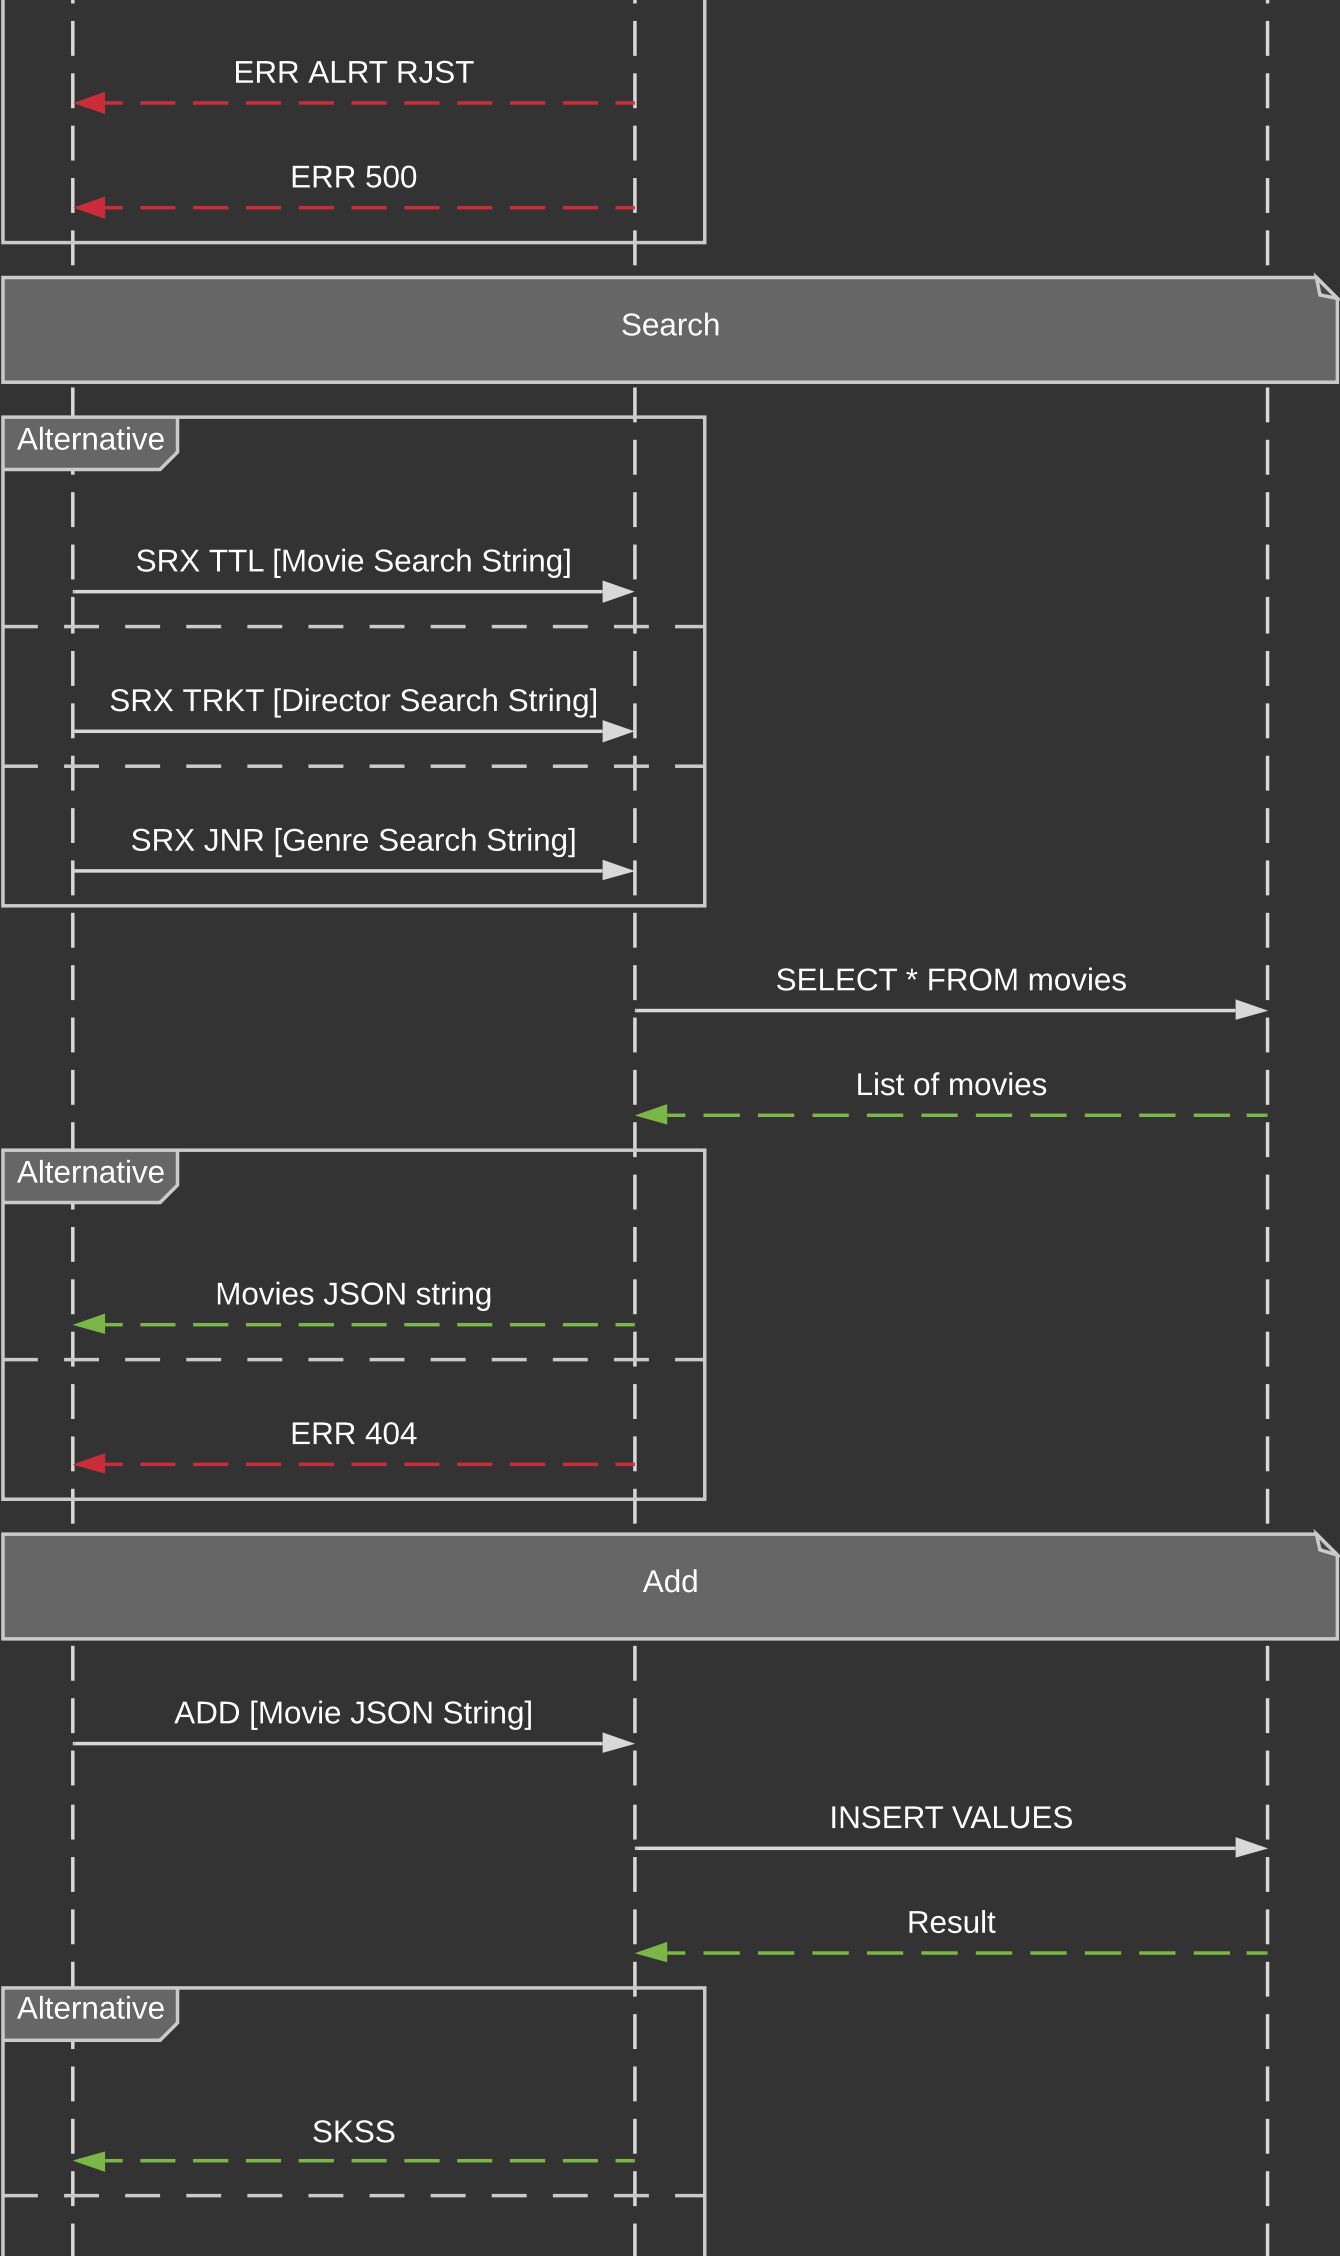 ERR ALRT RJST
ERR 500
Search
Alternative
SRX TTL [Movie Search String]
SRX TRKT [Director Search String]
SRX JNR [Genre Search String]
SELECT * FROM movies
List of movies
Alternative
Movies JSON string
ERR 404
Add
ADD [Movie JSON String]
INSERT VALUES
Result
Alternative
SKSS